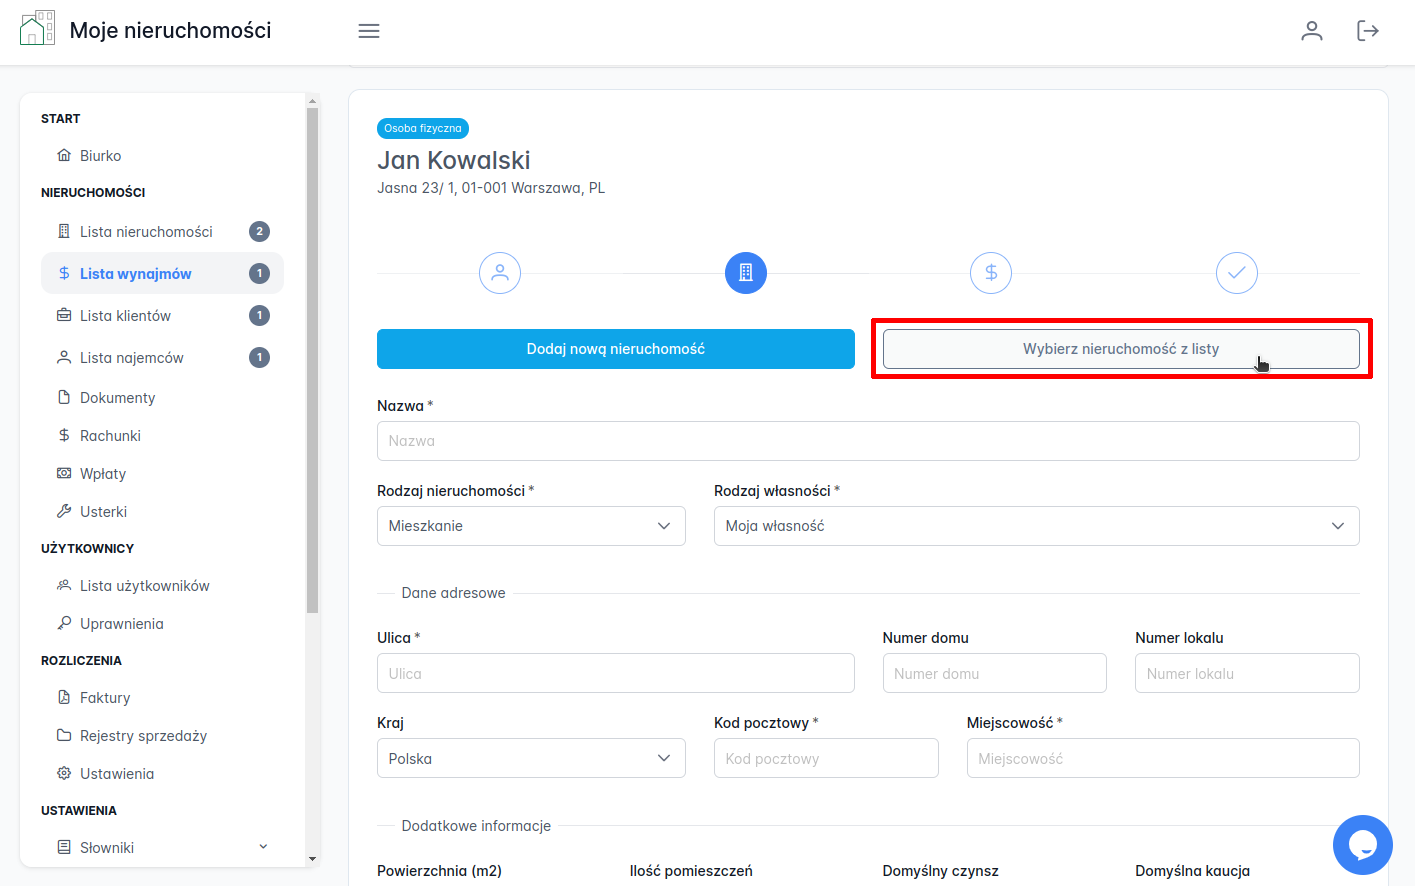 Moje nieruchomości
START
Biurko
NIERUCHOMOŚCI
Lista nieruchomości 2
Lista wynajmów 1
Lista klientów 1
Lista najemców 1
Dokumenty
Rachunki
Wpłaty
Usterki
UŻYTKOWNICY
Lista użytkowników
Uprawnienia
ROZLICZENIA
Faktury
Rejestry sprzedaży
Ustawienia
USTAWIENIA
Słowniki
Osoba fizyczna
Jan Kowalski
Jasna 23/ 1, 01-001 Warszawa, PL
Dodaj nową nieruchomość Wybierz nieruchomość z listy
Nazwa *
Nazwa
Rodzaj nieruchomości * Rodzaj własności *
Mieszkanie Moja własność
Dane adresowe
Ulica * Numer domu Numer lokalu
Ulica Numer domu Numer lokalu
Kraj Kod pocztowy * Miejscowość *
Polska Kod pocztowy Miejscowość
Dodatkowe informacje
Powierzchnia (m2) Ilość pomieszczeń Domyślny czynsz Domyślna kaucja